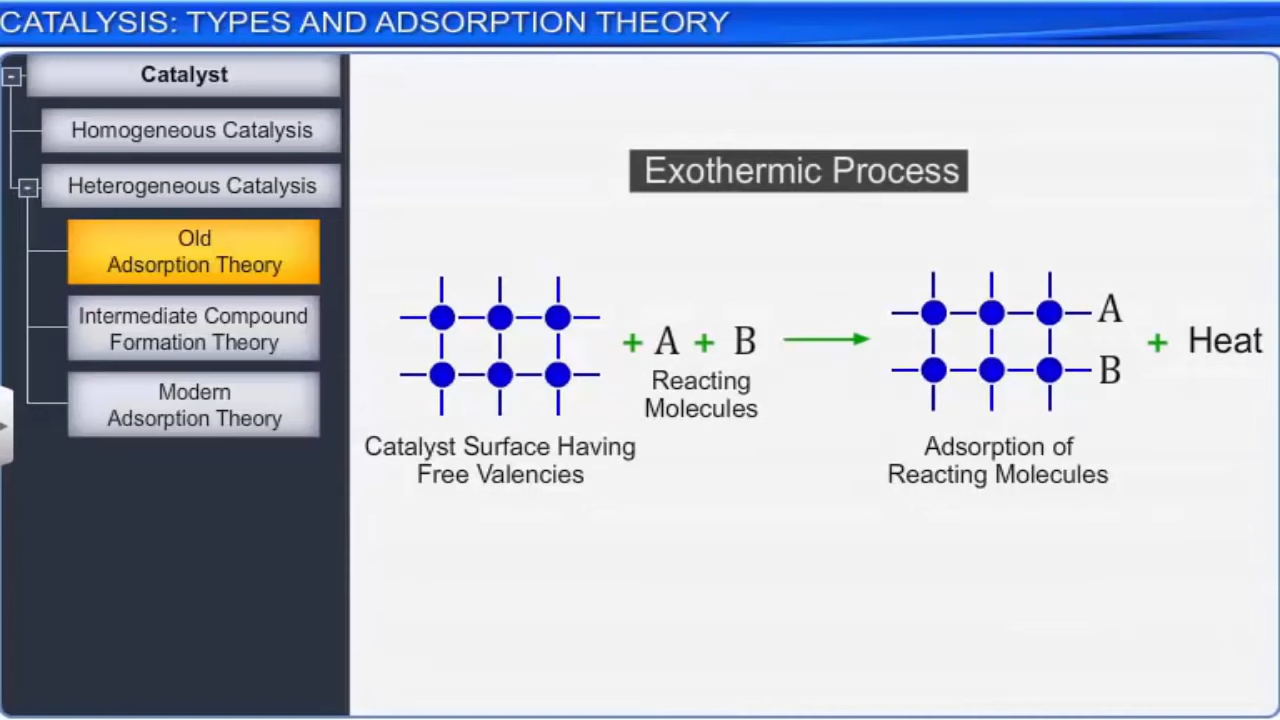 CATALYSIS: TYPES AND ADSORPTION THEORY
Catalyst
Homogeneous Catalysis
Heterogeneous Catalysis
Old
Adsorption Theory
Intermediate Compound
Formation Theory
Modern
Adsorption Theory
Exothermic Process
+ A + B
Reacting
Molecules
Catalyst Surface Having
Free Valencies
A
B
+ Heat
Adsorption of
Reacting Molecules